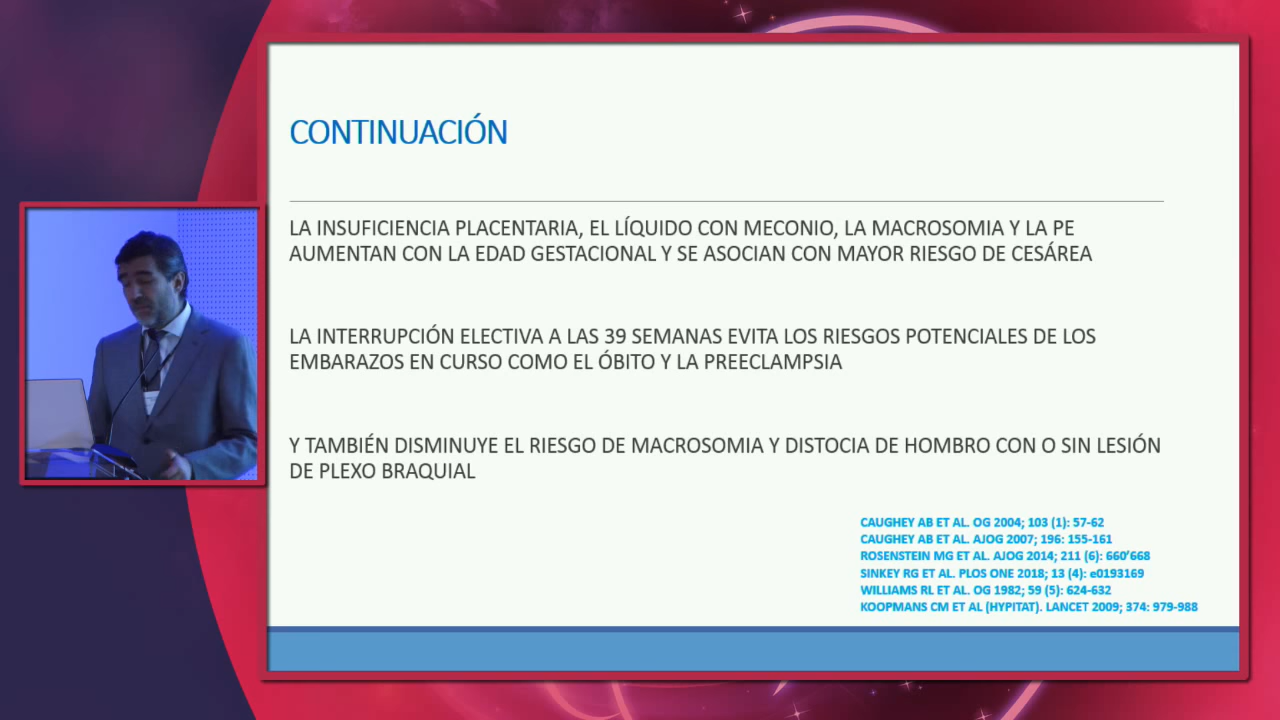 CONTINUACIÓN
LA INSUFICIENCIA PLACENTARIA, EL LÍQUIDO CON MECONIO, LA MACROSOMIA Y LA PE
AUMENTAN CON LA EDAD GESTACIONAL Y SE ASOCIAN CON MAYOR RIESGO DE CESÁREA
LA INTERRUPCIÓN ELECTIVA A LAS 39 SEMANAS EVITA LOS RIESGOS POTENCIALES DE LOS
EMBARAZOS EN CURSO COMO EL ÓBITO Y LA PREECLAMPSIA
Y TAMBIÉN DISMINUYE EL RIESGO DE MACROSOMIA Y DISTOCIA DE HOMBRO CON O SIN LESIÓN
DE PLEXO BRAQUIAL
CAUGHEY AB ET AL. OG 2004; 103 (1): 57-62
CAUGHEY AB ET AL. AJOG 2007; 196: 155-161
ROSENSTEIN MG ET AL. AJOG 2014; 211 (6): 660'668
SINKEY RG ET AL. PLOS ONE 2018; 13 (4): e0193169
WILLIAMS RL ET AL. OG 1982; 59 (5): 624-632
KOOPMANS CM ET AL (HYPITAT). LANCET 2009; 374: 979-988